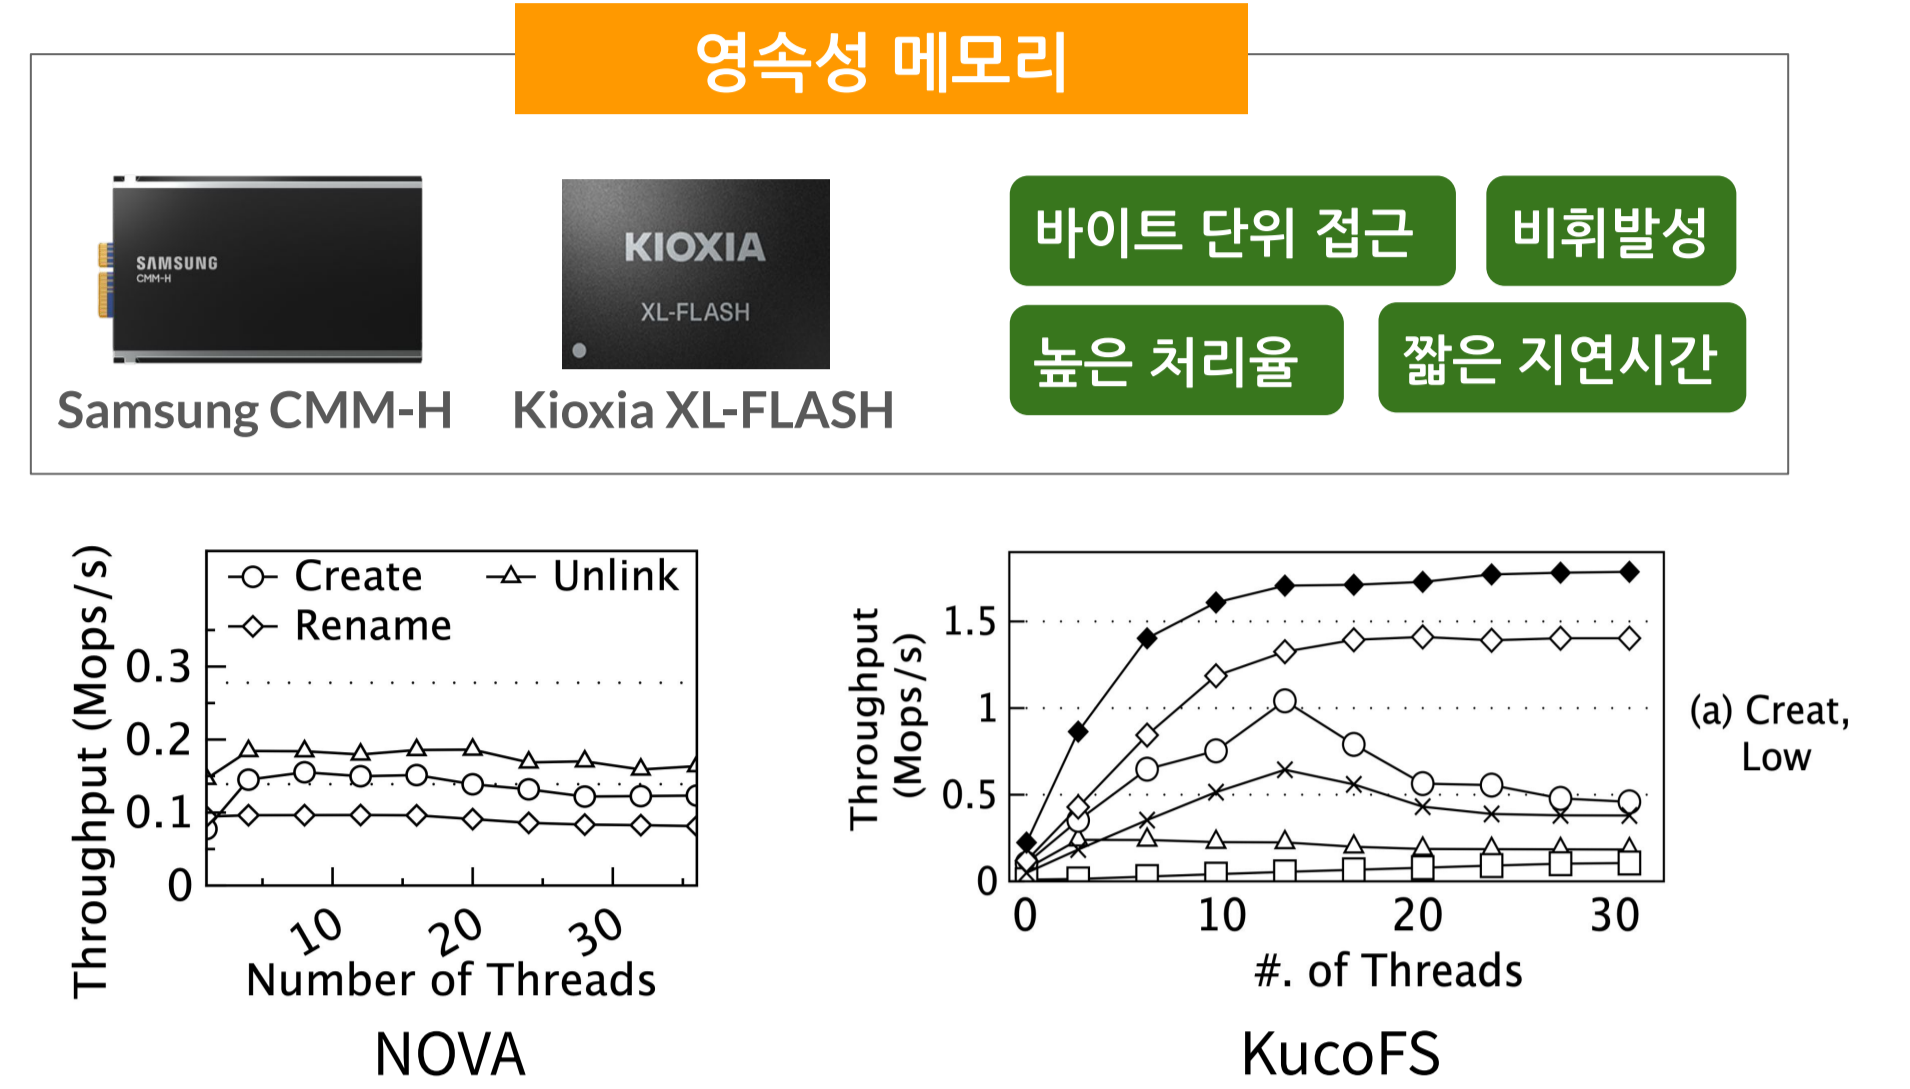 영속성 메모리
SAMSUNG
CMM-H
KIOXIA
XL-FLASH
바이트 단위 접근
비휘발성
높은 처리율
짧은 지연시간
Samsung CMM-H
Kioxia XL-FLASH
Throughput (Mops/s)
Create
Unlink
Rename
0.3
0.2
0.1
0
10
20
30
Number of Threads
NOVA
Throughput
(Mops/s)
1.5
1
0.5
0
0
10
20
30
#. of Threads
(a) Creat,
Low
KucoFS